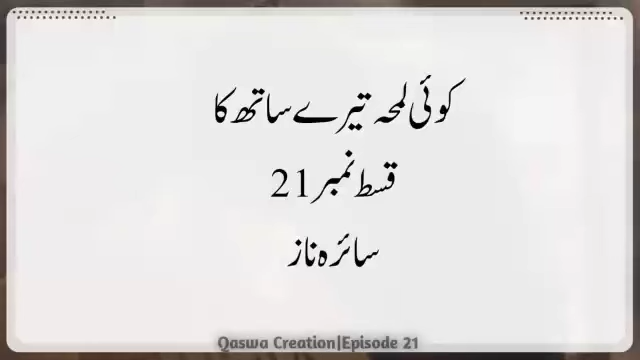 کوئی لمحہ تیرے ساتھ کا
قسط نمبر 21
سائرہ ناز
Qaswa Creation|Episode 21